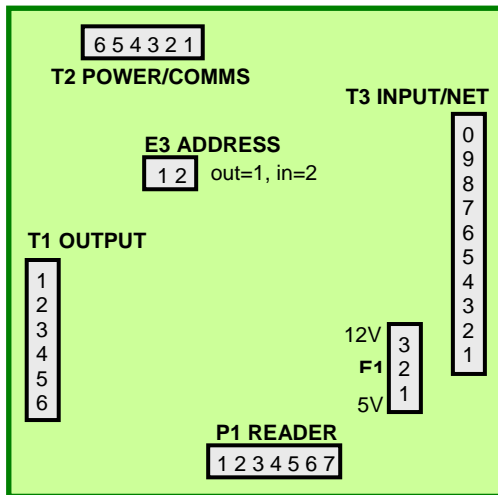 6 5 4 3 2 1
T2 POWER/COMMS
T3 INPUT/NET
0
9
8
7
6
5
4
3
2
1
E3 ADDRESS
1 2 out=1, in=2
T1 OUTPUT
1
2
3
4
5
6
12V
3
2
1
5V
P1 READER
1 2 3 4 5 6 7